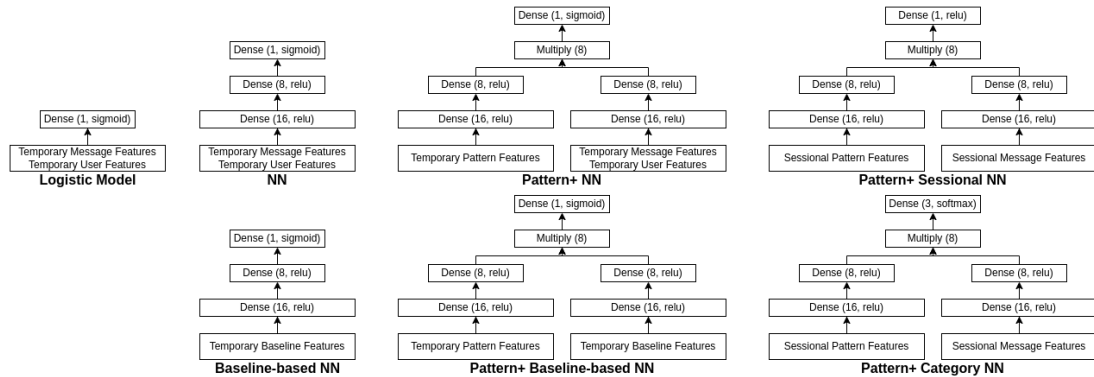 Dense (1, sigmoid)
Temporary Message Features
Temporary User Features
Logistic Model
Dense (1, sigmoid)
Dense (8, relu)
Dense (16, relu)
Temporary Message Features
Temporary User Features
NN
Dense (1, sigmoid)
Multiply (8)
Dense (8, relu)
Dense (8, relu)
Dense (16, relu)
Dense (16, relu)
Temporary Pattern Features
Temporary Message Features
Temporary User Features
Pattern+ NN
Dense (1, relu)
Multiply (8)
Dense (8, relu)
Dense (8, relu)
Dense (16, relu)
Dense (16, relu)
Sessional Pattern Features
Sessional Message Features
Pattern+ Sessional NN
Dense (1, sigmoid)
Dense (8, relu)
Dense (16, relu)
Temporary Baseline Features
Baseline-based NN
Dense (1, sigmoid)
Multiply (8)
Dense (8, relu)
Dense (8, relu)
Dense (16, relu)
Dense (16, relu)
Temporary Pattern Features
Temporary Baseline Features
Pattern+ Baseline-based NN
Dense (3, softmax)
Multiply (8)
Dense (8, relu)
Dense (8, relu)
Dense (16, relu)
Dense (16, relu)
Sessional Pattern Features
Sessional Message Features
Pattern+ Category NN